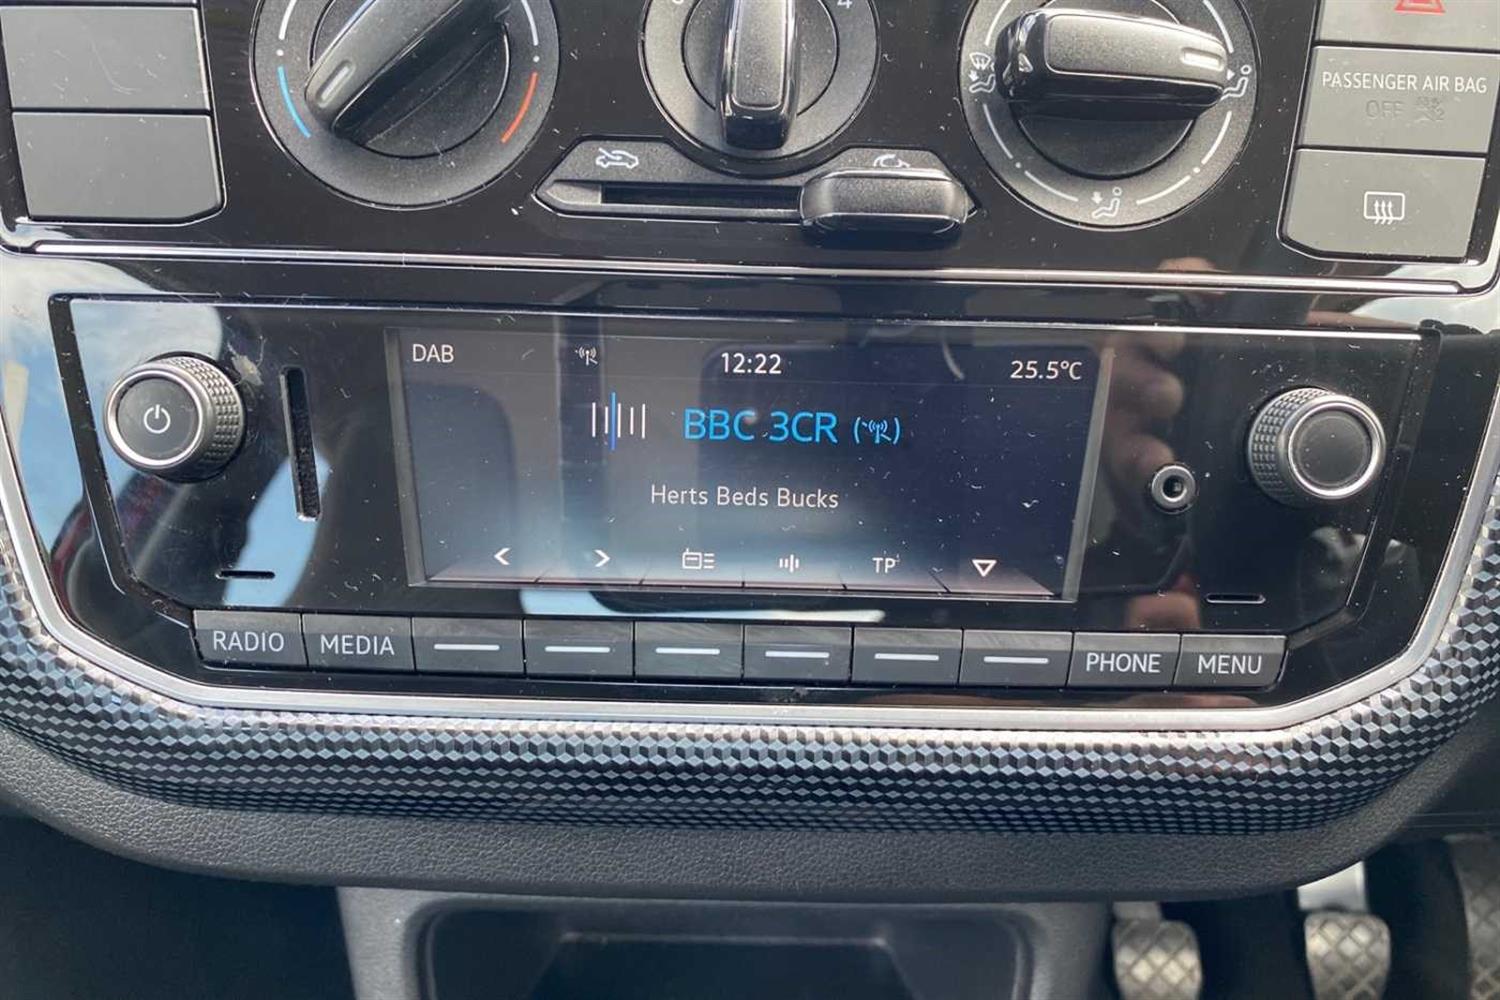 4
PASSENGER AIR BAG
OFF
DAB
12:22
25.5°C
BBC 3CR
Herts Beds Bucks
< >
TP
RADIO MEDIA PHONE MENU